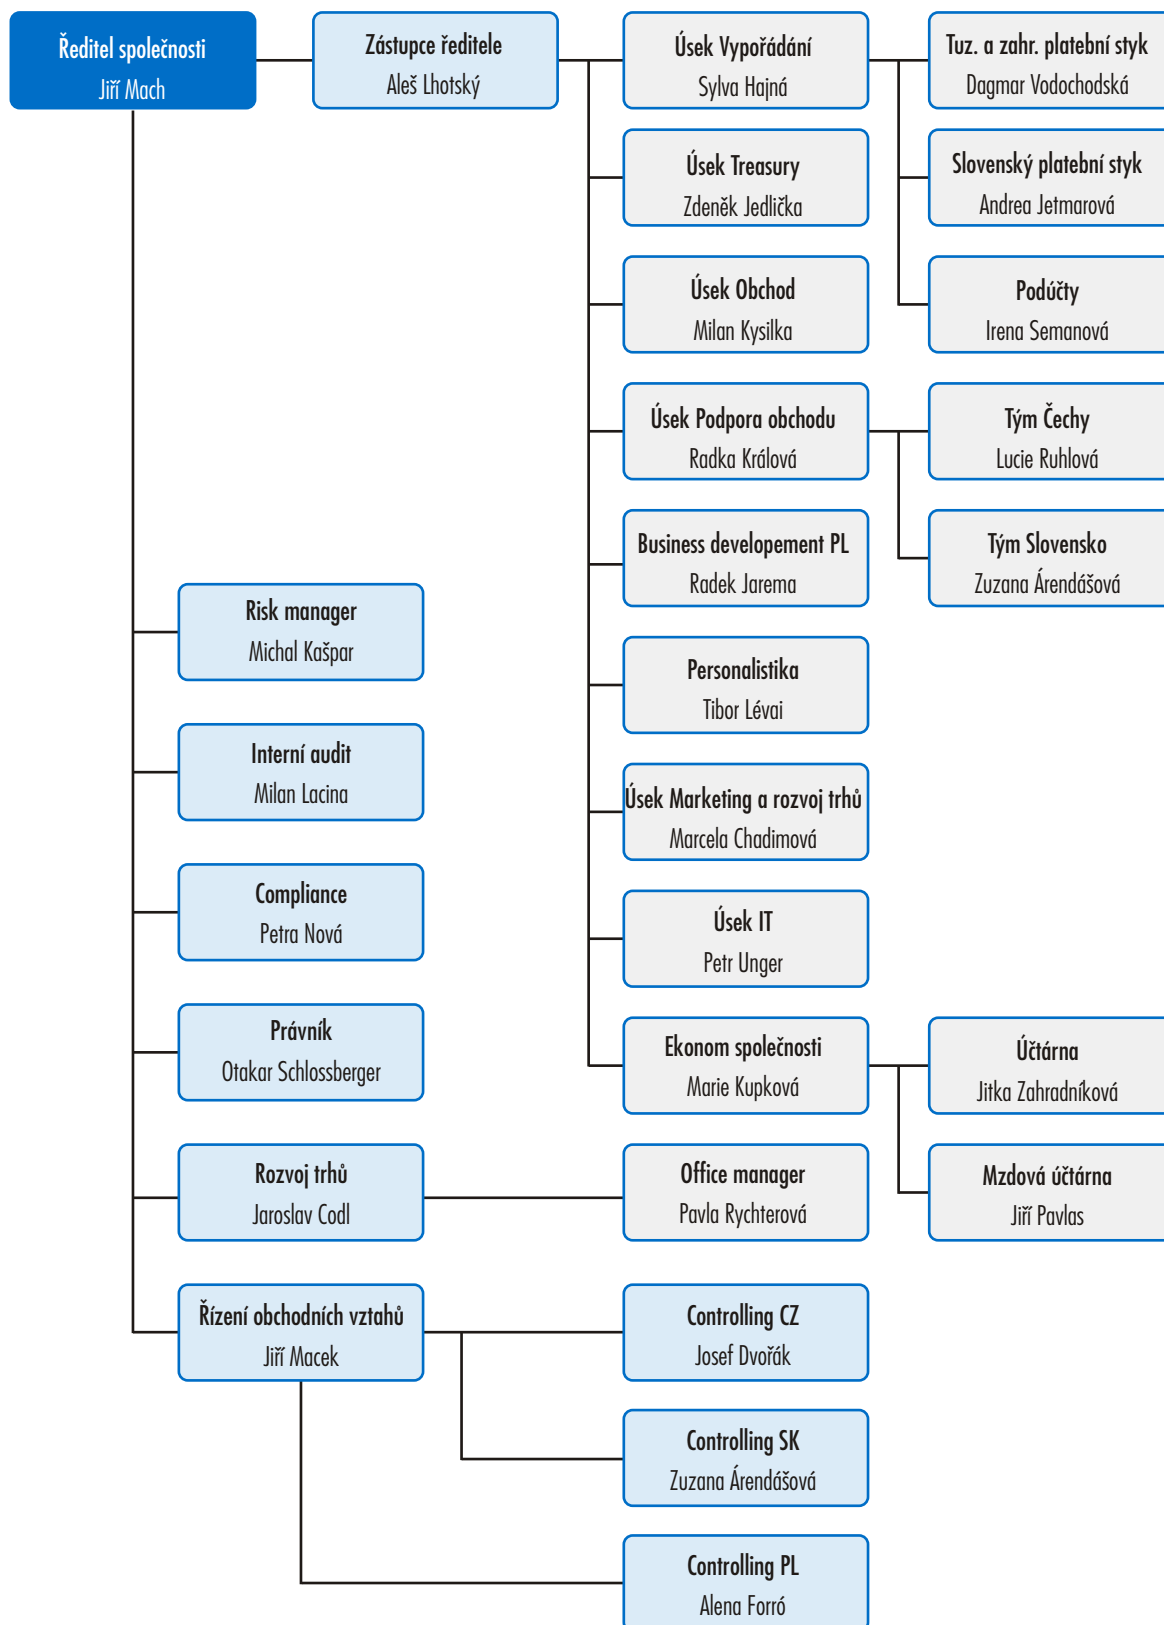 Ředitel společnosti
Jiří Mach
Zástupce ředitele
Aleš Lhotský
Úsek Vypořádání
Sylva Hajná
Tuz. a zahr. platební styk
Dagmar Vodochodská
Úsek Treasury
Zdeněk Jedlička
Slovenský platební styk
Andrea Jetmarová
Úsek Obchod
Milan Kysilka
Podúčty
Irena Semanová
Úsek Podpora obchodu
Radka Králová
Tým Čechy
Lucie Ruhlová
Business developement PL
Radek Jarema
Tým Slovensko
Zuzana Árendášová
Risk manager
Michal Kašpar
Personalistika
Tibor Lévai
Interní audit
Milan Lacina
Úsek Marketing a rozvoj trhů
Marcela Chadimová
Compliance
Petra Nová
Úsek IT
Petr Unger
Právník
Otakar Schlossberger
Ekonom společnosti
Marie Kupková
Účtárna
Jitka Zahradníková
Rozvoj trhů
Jaroslav Codl
Office manager
Pavla Rychterová
Mzdová účtárna
Jiří Pavlas
Řízení obchodních vztahů
Jiří Macek
Controlling CZ
Josef Dvořák
Controlling SK
Zuzana Árendášová
Controlling PL
Alena Forró